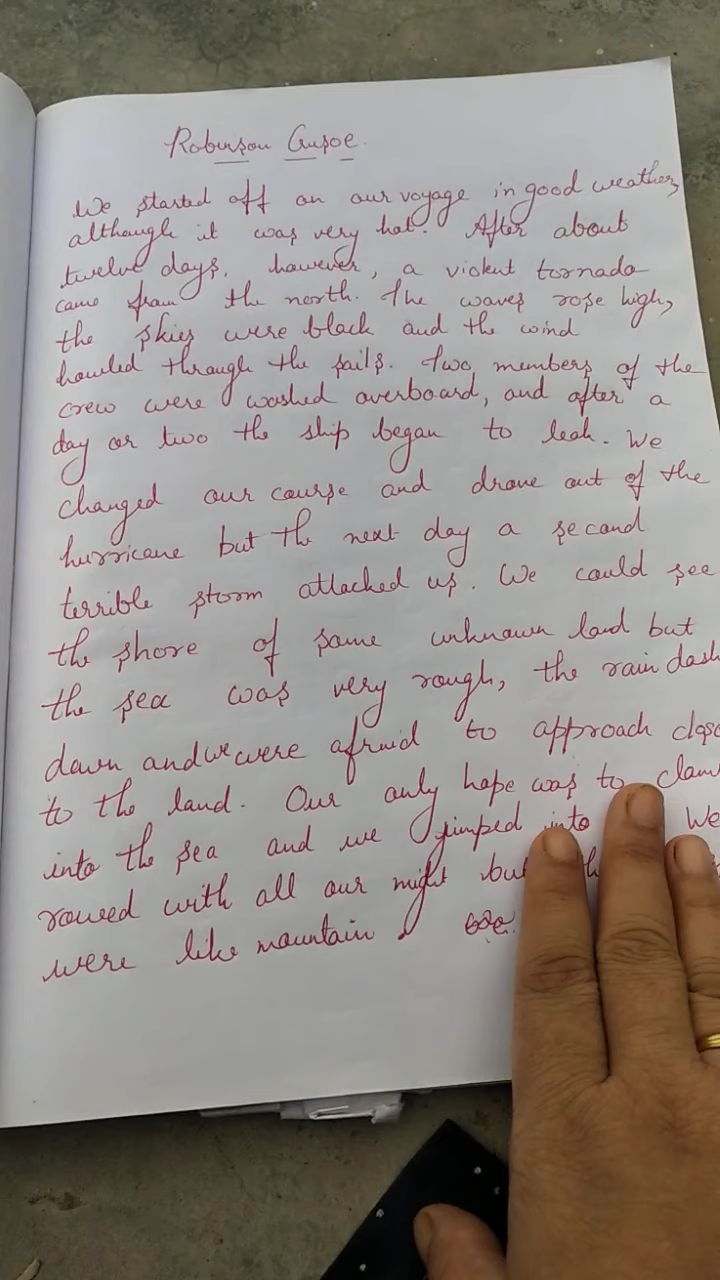 Robinson Crusoe.
We started off on our voyage in good weather,
although it was very hot. After about
twelve days, however, a violent tornado
came from the north. The waves rose high,
the skies were black and the wind
howled through the sails. Two members of the
crew were washed overboard, and after a
day or two the ship began to leak. We
changed our course and drove out of the
hurricane but the next day a second
terrible storm attacked us. We could see
the shore of some unknown land but
the sea was very rough, the rain dash
down and we were afraid to approach close
to the land. Our only hope was to
into the sea and we jumped into We
rowed with all our might but
were like mountain